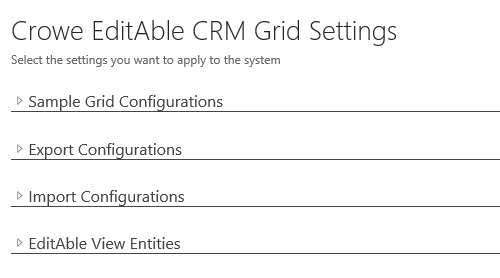 Crowe EditAble CRM Grid Settings
Select the settings you want to apply to the system
Sample Grid Configurations
Export Configurations
Import Configurations
EditAble View Entities